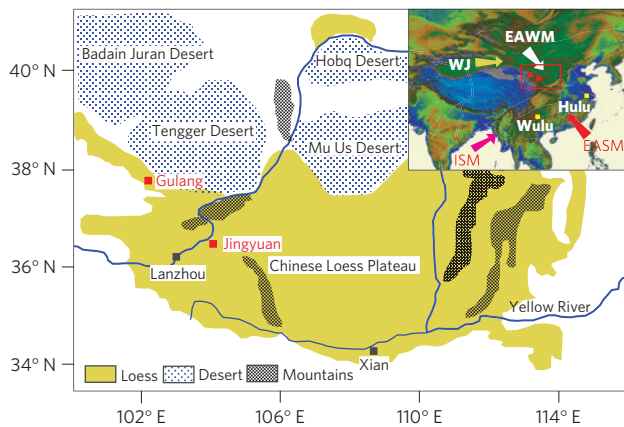 40° N
38° N
36° N
34° N
102° E
106° E
110° E
114° E
Badain Juran Desert
Hobq Desert
Tengger Desert
Mu Us Desert
Gulang
Jingyuan
Lanzhou
Chinese Loess Plateau
Yellow River
Xian
Loess
Desert
Mountains
EAWM
WJ
Hulu
Wulu
ISM
EASM